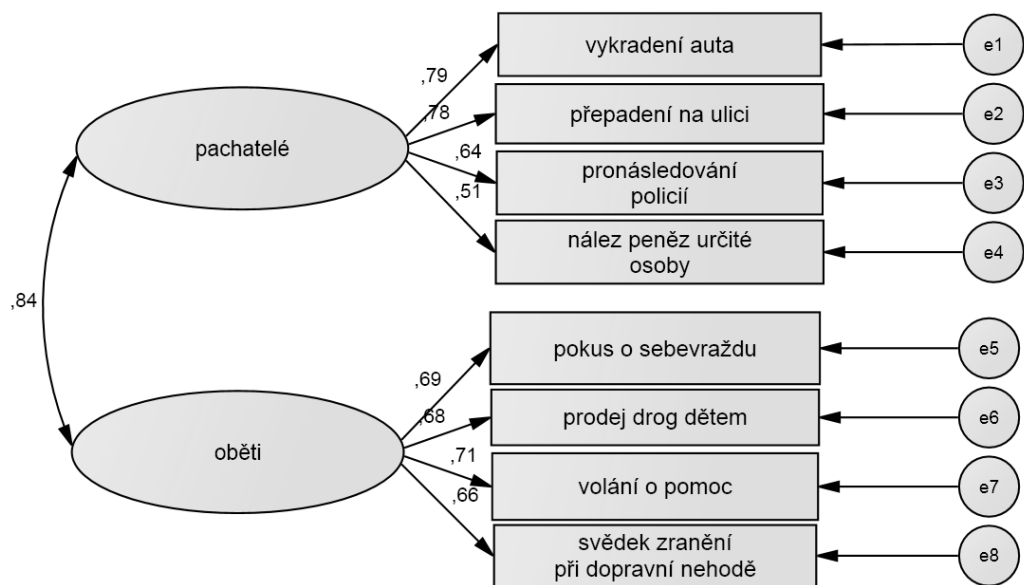 vykradení auta
e1
,79
přepadení na ulici
e2
,78
pachatelé
,64
pronásledování
policií
e3
,51
nález peněz určité
osoby
e4
,84
pokus o sebevraždu
e5
,69
prodej drog dětem
e6
,68
oběti
,71
volání o pomoc
e7
,66
svědek zranění
při dopravní nehodě
e8